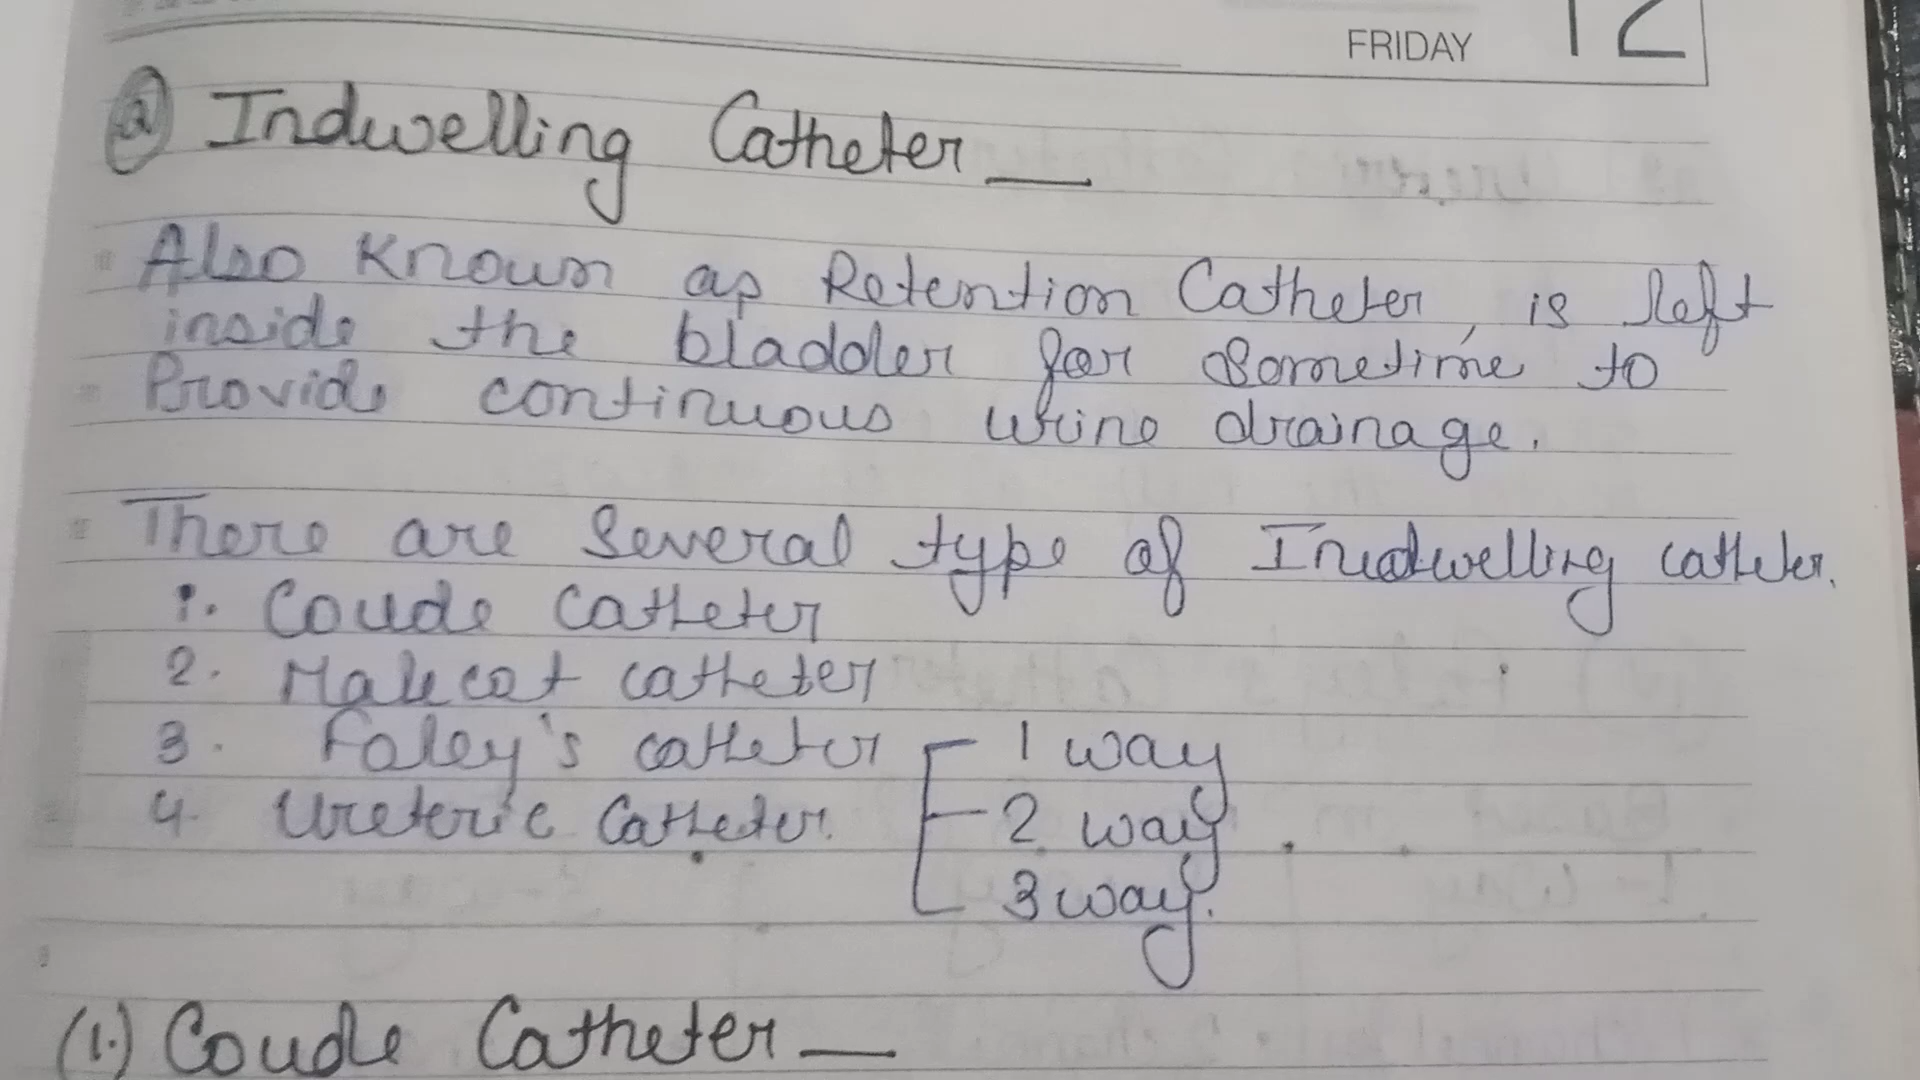 FRIDAY 12
② Indwelling Catheter —
Also Known as Retention Catheter, is left
inside the bladder for Sometime to
Provide continuous urine drainage.
There are Several type of Indwelling catheter.
1. Coude Catheter
2. Malecot catheter
3. Foley's catheter 1 way
4. Ureteric Catheter. 2 way
3 way.
(1.) Coude Catheter —